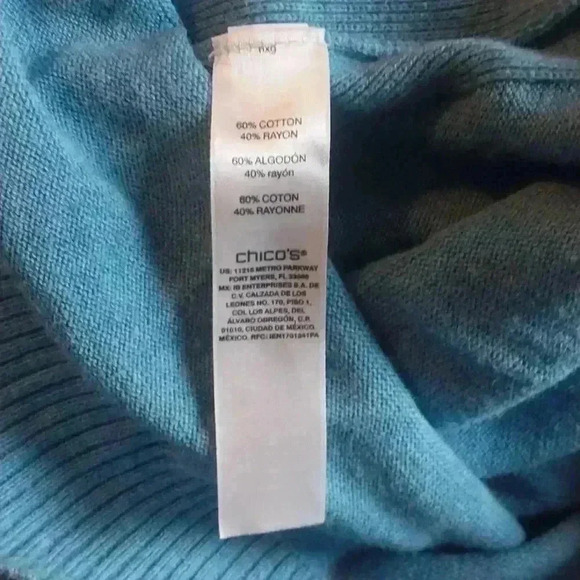 60% COTTON
40% RAYON
60% ALGODÓN
40% rayón
60% COTON
40% RAYONNE
chico's®
US: 11215 METRO PARKWAY
FORT MYERS, FL 33966
MX: IB ENTERPRISES S.A. DE
C.V. CALZADA DE LOS
LEONES NO. 170, PISO 1,
COL LOS ALPES, DEL
ÁLVARO OBREGÓN, C.P.
01010, CIUDAD DE MÉXICO.
MÉXICO. RFC: